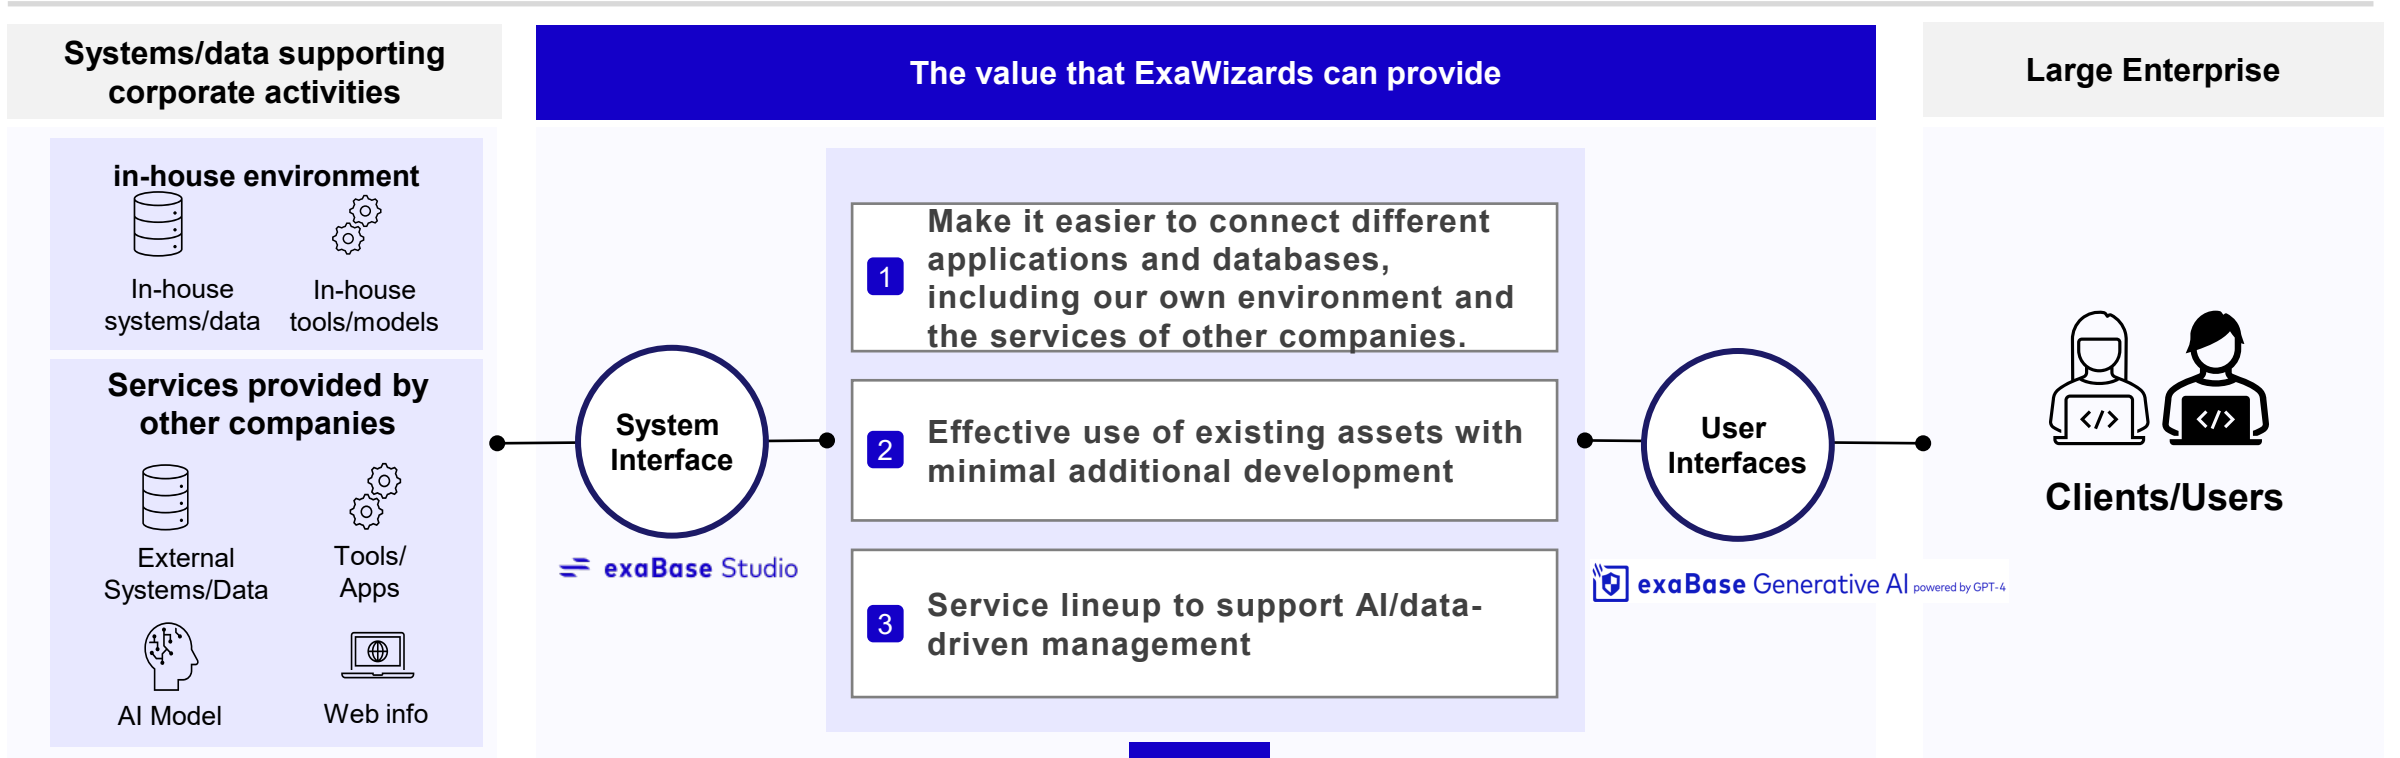 Systems/data supporting
corporate activities
The value that ExaWizards can provide
Large Enterprise
in-house environment
In-house
systems/data
In-house
tools/models
Services provided by
other companies
External
Systems/Data
Tools/
Apps
AI Model
Web info
System
Interface
exaBase Studio
1
Make it easier to connect different
applications and databases,
including our own environment and
the services of other companies.
2
Effective use of existing assets with
minimal additional development
3
Service lineup to support AI/data-
driven management
User
Interfaces
exaBase Generative AI powered by GPT-4
</>
</>
Clients/Users